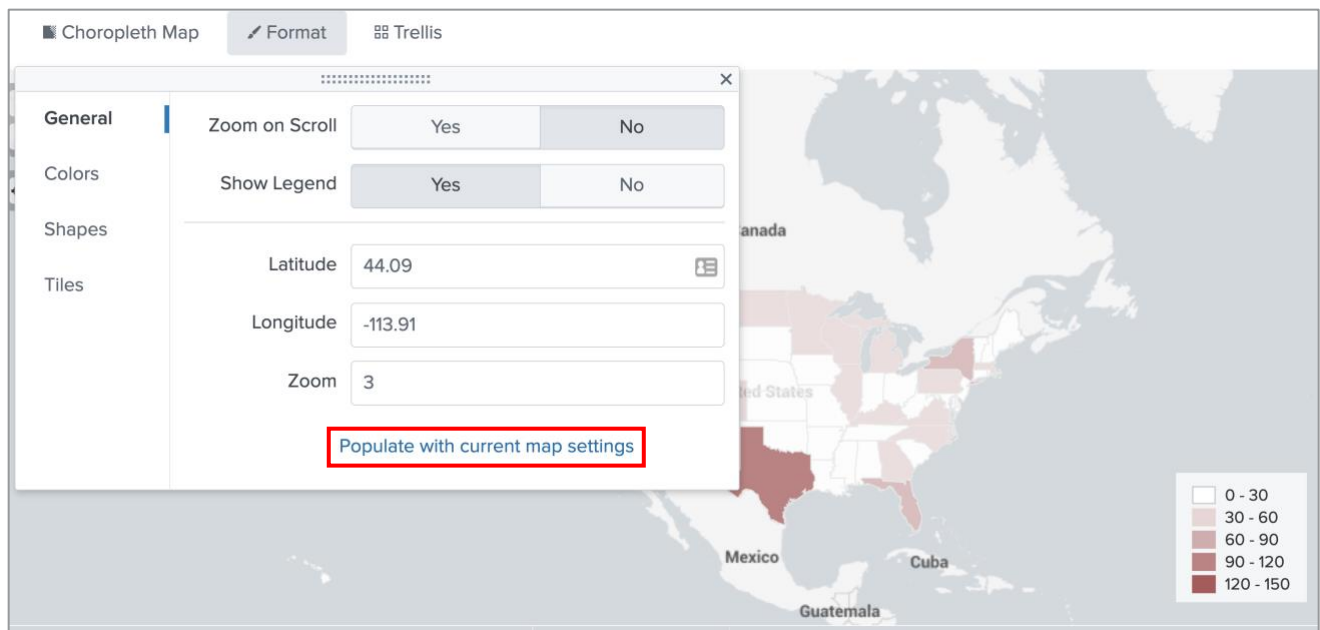 Choropleth Map Format Trellis
General
Colors
Shapes
Tiles
Zoom on Scroll Yes No
Show Legend Yes No
Latitude 44.09
Longitude -113.91
Zoom 3
Populate with current map settings
anada
ed States
Mexico
Cuba
Guatemala
0 - 30
30 - 60
60 - 90
90 - 120
120 - 150